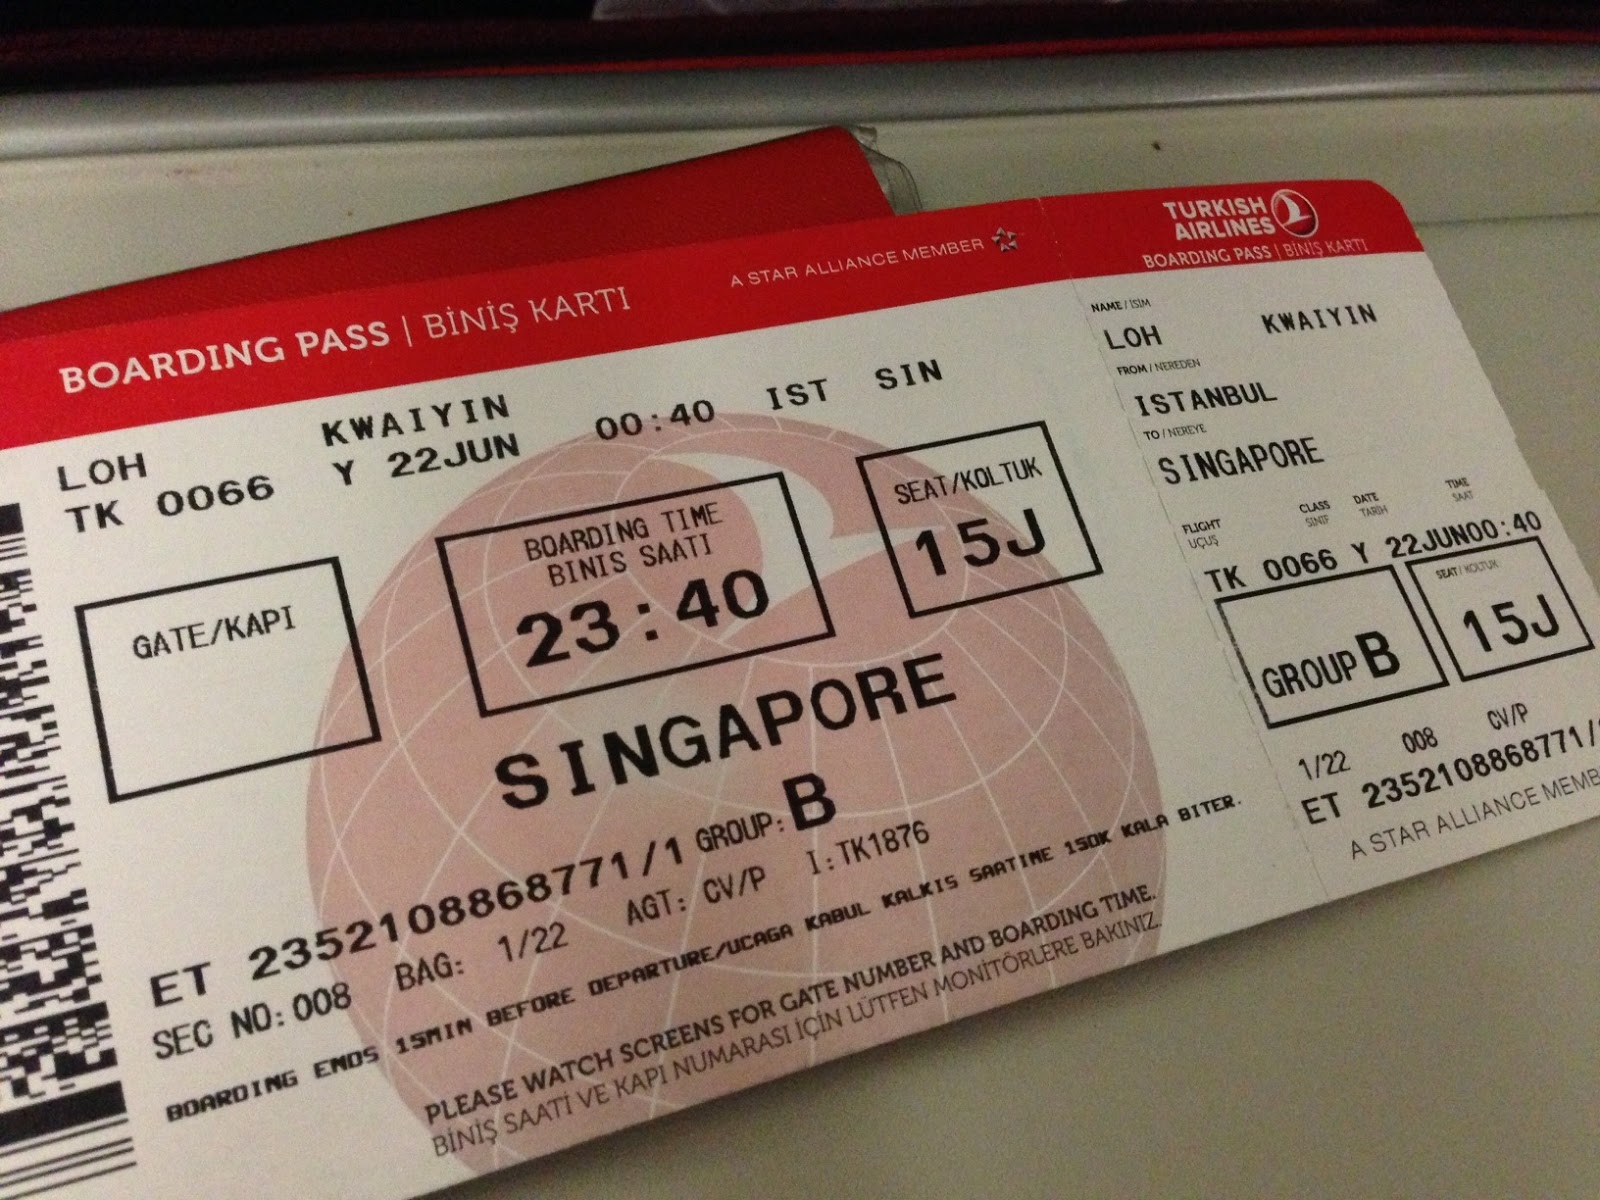 BOARDING PASS | BİNİŞ KARTI
A STAR ALLIANCE MEMBER
LOH KWAIYIN
TK 0066 Y 22JUN 00:40 IST SIN
GATE/KAPI
BOARDING TIME
BINIS SAATI
23:40
SEAT/KOLTUK
15J
SINGAPORE
ET 2352108868771/1 GROUP: B
SEC NO:008 BAG: 1/22 AGT: CV/P I:TK1876
BOARDING ENDS 15MIN BEFORE DEPARTURE/UCAGA KABUL KALKIS SAATINE 15DK KALA BITER.
PLEASE WATCH SCREENS FOR GATE NUMBER AND BOARDING TIME.
BİNİŞ SAATİ VE KAPI NUMARASI İÇİN LÜTFEN MONİTÖRLERE BAKINIZ.
TURKISH
AIRLINES
BOARDING PASS | BİNİŞ KARTI
NAME / İSİM
LOH KWAIYIN
FROM / NEREDEN
ISTANBUL
TO / NEREYE
SINGAPORE
FLIGHT CLASS DATE TIME
UÇUŞ SINIF TARİH SAAT
TK 0066 Y 22JUN00:40
GROUP B
SEAT / KOLTUK
15J
1/22 008 CV/P
ET 2352108868771/
A STAR ALLIANCE MEMB